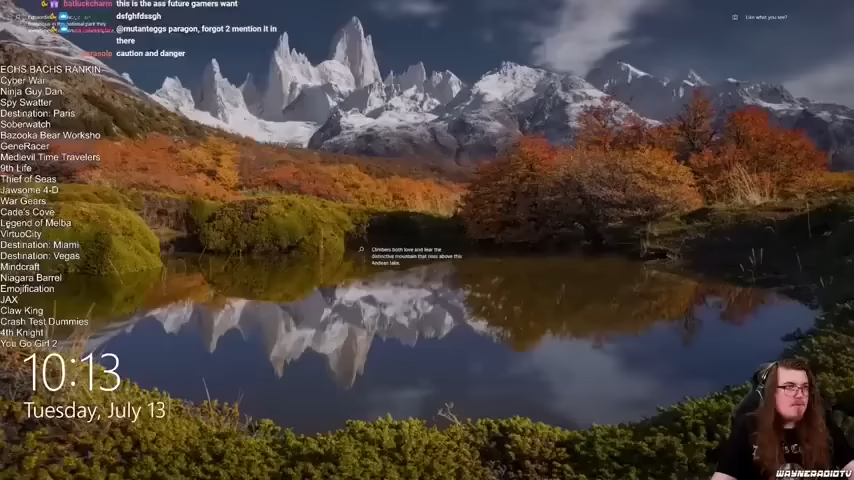 batluckcharm this is the ass future gamers want
dsfghfdssgh
@mutanteggs paragon, forgot 2 mention it in
there
parasolo caution and danger
Like what you see?
ECHS BACHS RANKIN
Cyber War
Ninja Guy Dan
Spy Swatter
Destination: Paris
Soberwatch
Bazooka Bear Worksho
GeneRacer
Medievil Time Travelers
9th Life
Thief of Seas
Jawsome 4-D
War Gears
Cade's Cove
Legend of Melba
VirtuoCity
Destination: Miami
Destination: Vegas
Mindcraft
Niagara Barrel
Emojification
JAX
Claw King
Crash Test Dummies
4th Knight
You Go Girl 2
Climbers both love and fear the
distinctive mountain that rises above this
Andean lake.
10:13
Tuesday, July 13
WAYNERADIOTV